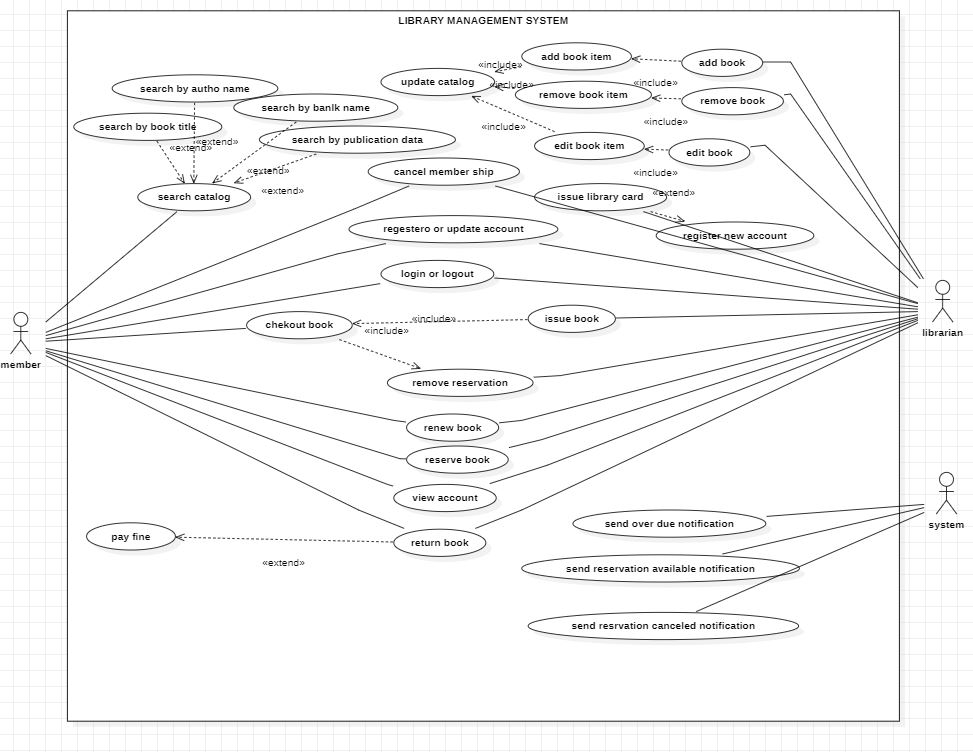 LIBRARY MANAGEMENT SYSTEM
add book item
«include»
add book
update catalog
«include»
«include»
search by autho name
remove book item
remove book
search by banlk name
search by book title
«include»
«include»
search by publication data
«extend»
edit book item
edit book
«extend»
«extend»
cancel member ship
«include»
«extend»
search catalog
issue library card
«extend»
regestero or update account
register new account
login or logout
chekout book
«include»
issue book
«include»
member
librarian
remove reservation
renew book
reserve book
view account
send over due notification
system
pay fine
return book
«extend»
send reservation available notification
send resrvation canceled notification